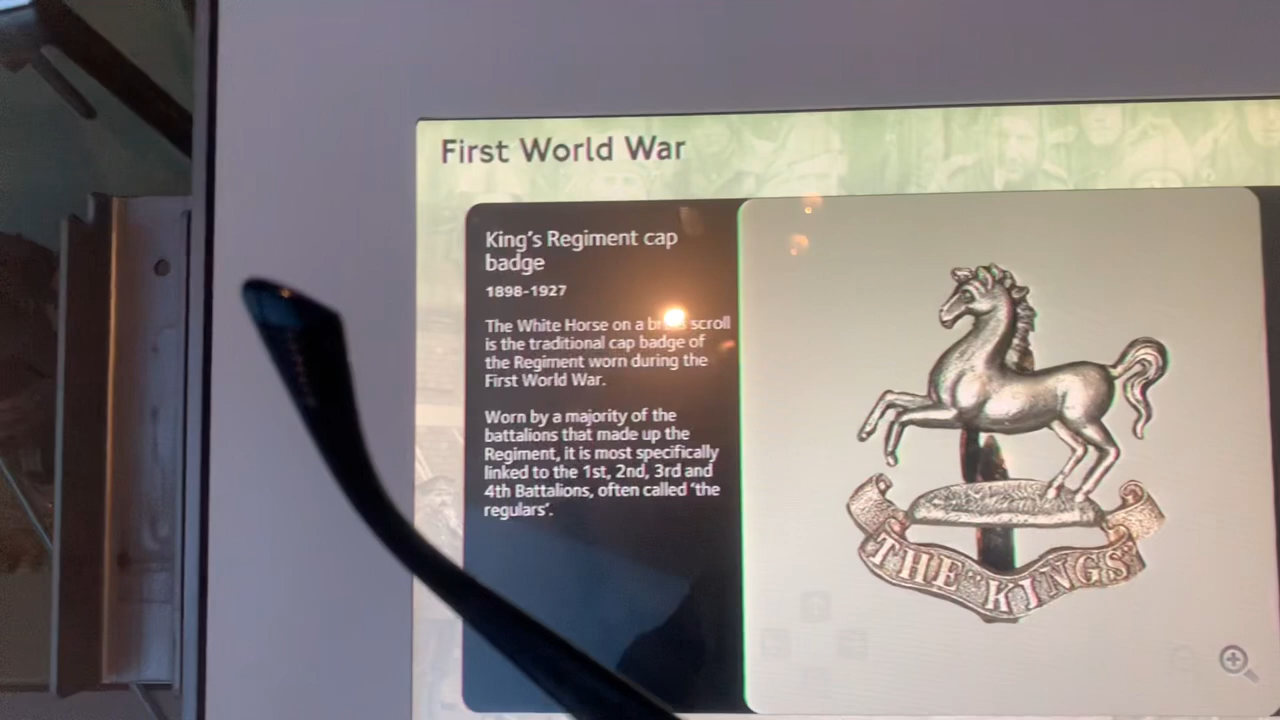 First World War
King's Regiment cap
badge
1898-1927
The White Horse on a scroll
is the traditional cap badge of
the Regiment worn during the
First World War.
Worn by a majority of the
battalions that made up the
Regiment, it is most specifically
linked to the 1st, 2nd, 3rd and
4th Battalions, often called 'the
regulars'.
THE KINGS